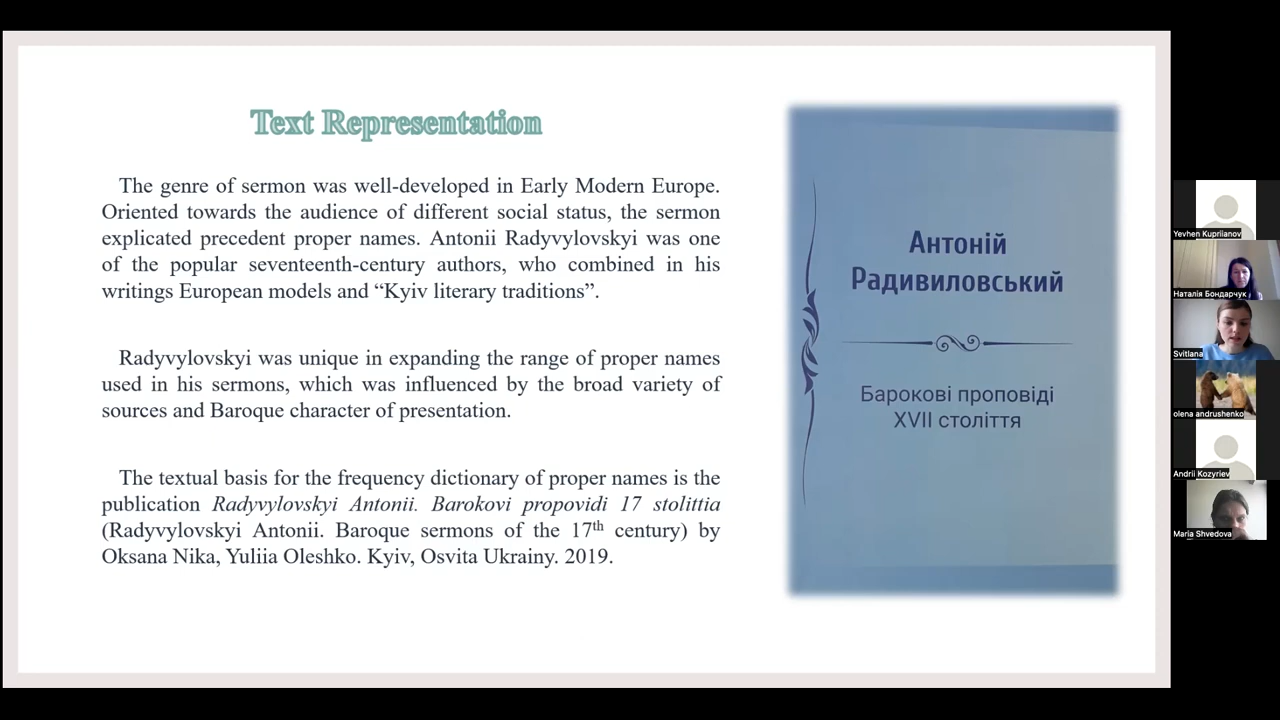 Text Representation
The genre of sermon was well-developed in Early Modern Europe.
Oriented towards the audience of different social status, the sermon
explicated precedent proper names. Antonii Radyvylovskyi was one
of the popular seventeenth-century authors, who combined in his
writings European models and “Kyiv literary traditions”.
Radyvylovskyi was unique in expanding the range of proper names
used in his sermons, which was influenced by the broad variety of
sources and Baroque character of presentation.
The textual basis for the frequency dictionary of proper names is the
publication Radyvylovskyi Antonii. Barokovi propovidi 17 stolittia
(Radyvylovskyi Antonii. Baroque sermons of the 17th century) by
Oksana Nika, Yuliia Oleshko. Kyiv, Osvita Ukrainy. 2019.
Антоній
Радивиловський
Барокові проповіді
XVII століття
Yevhen Kupriianov
Наталія Бондарчук
Svitlana
olena andrushenko
Andrii Kozyriev
Maria Shvedova